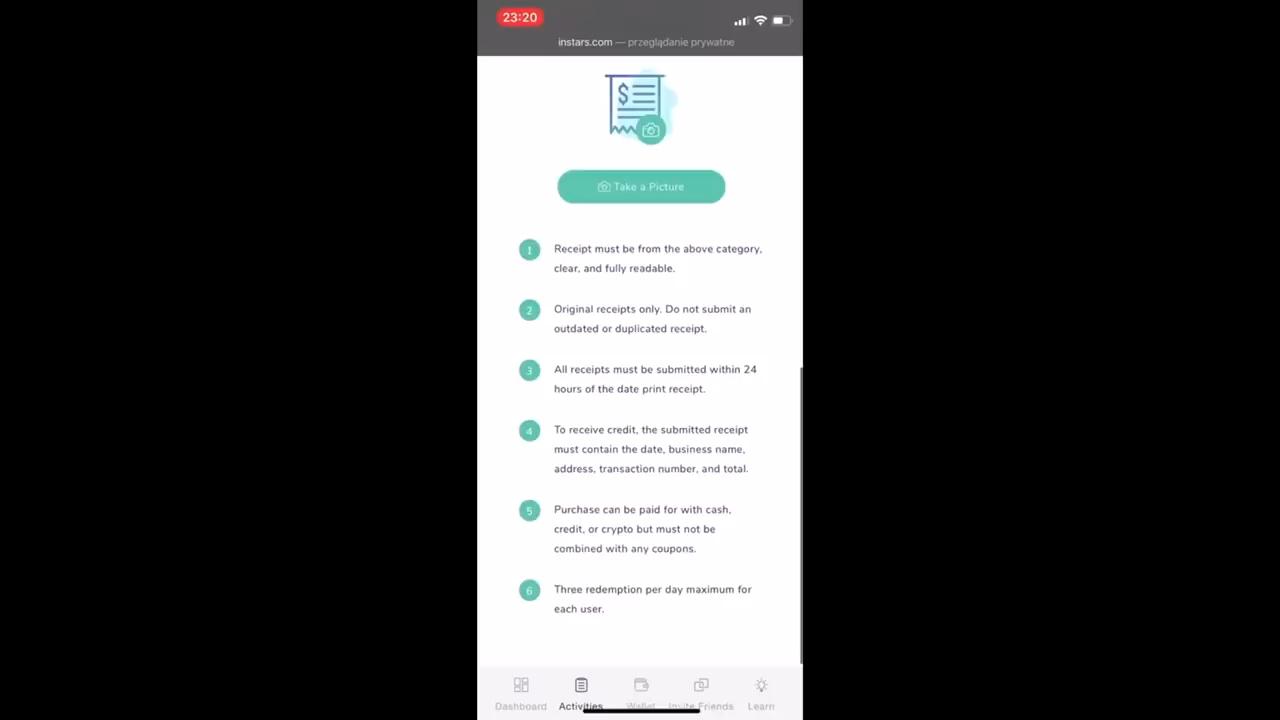 23:20
instars.com — przeglądanie prywatne
$
Take a Picture
1 Receipt must be from the above category,
clear, and fully readable.
2 Original receipts only. Do not submit an
outdated or duplicated receipt.
3 All receipts must be submitted within 24
hours of the date print receipt.
4 To receive credit, the submitted receipt
must contain the date, business name,
address, transaction number, and total.
5 Purchase can be paid for with cash,
credit, or crypto but must not be
combined with any coupons.
6 Three redemption per day maximum for
each user.
Dashboard Activities Wallet Invite Friends Learn